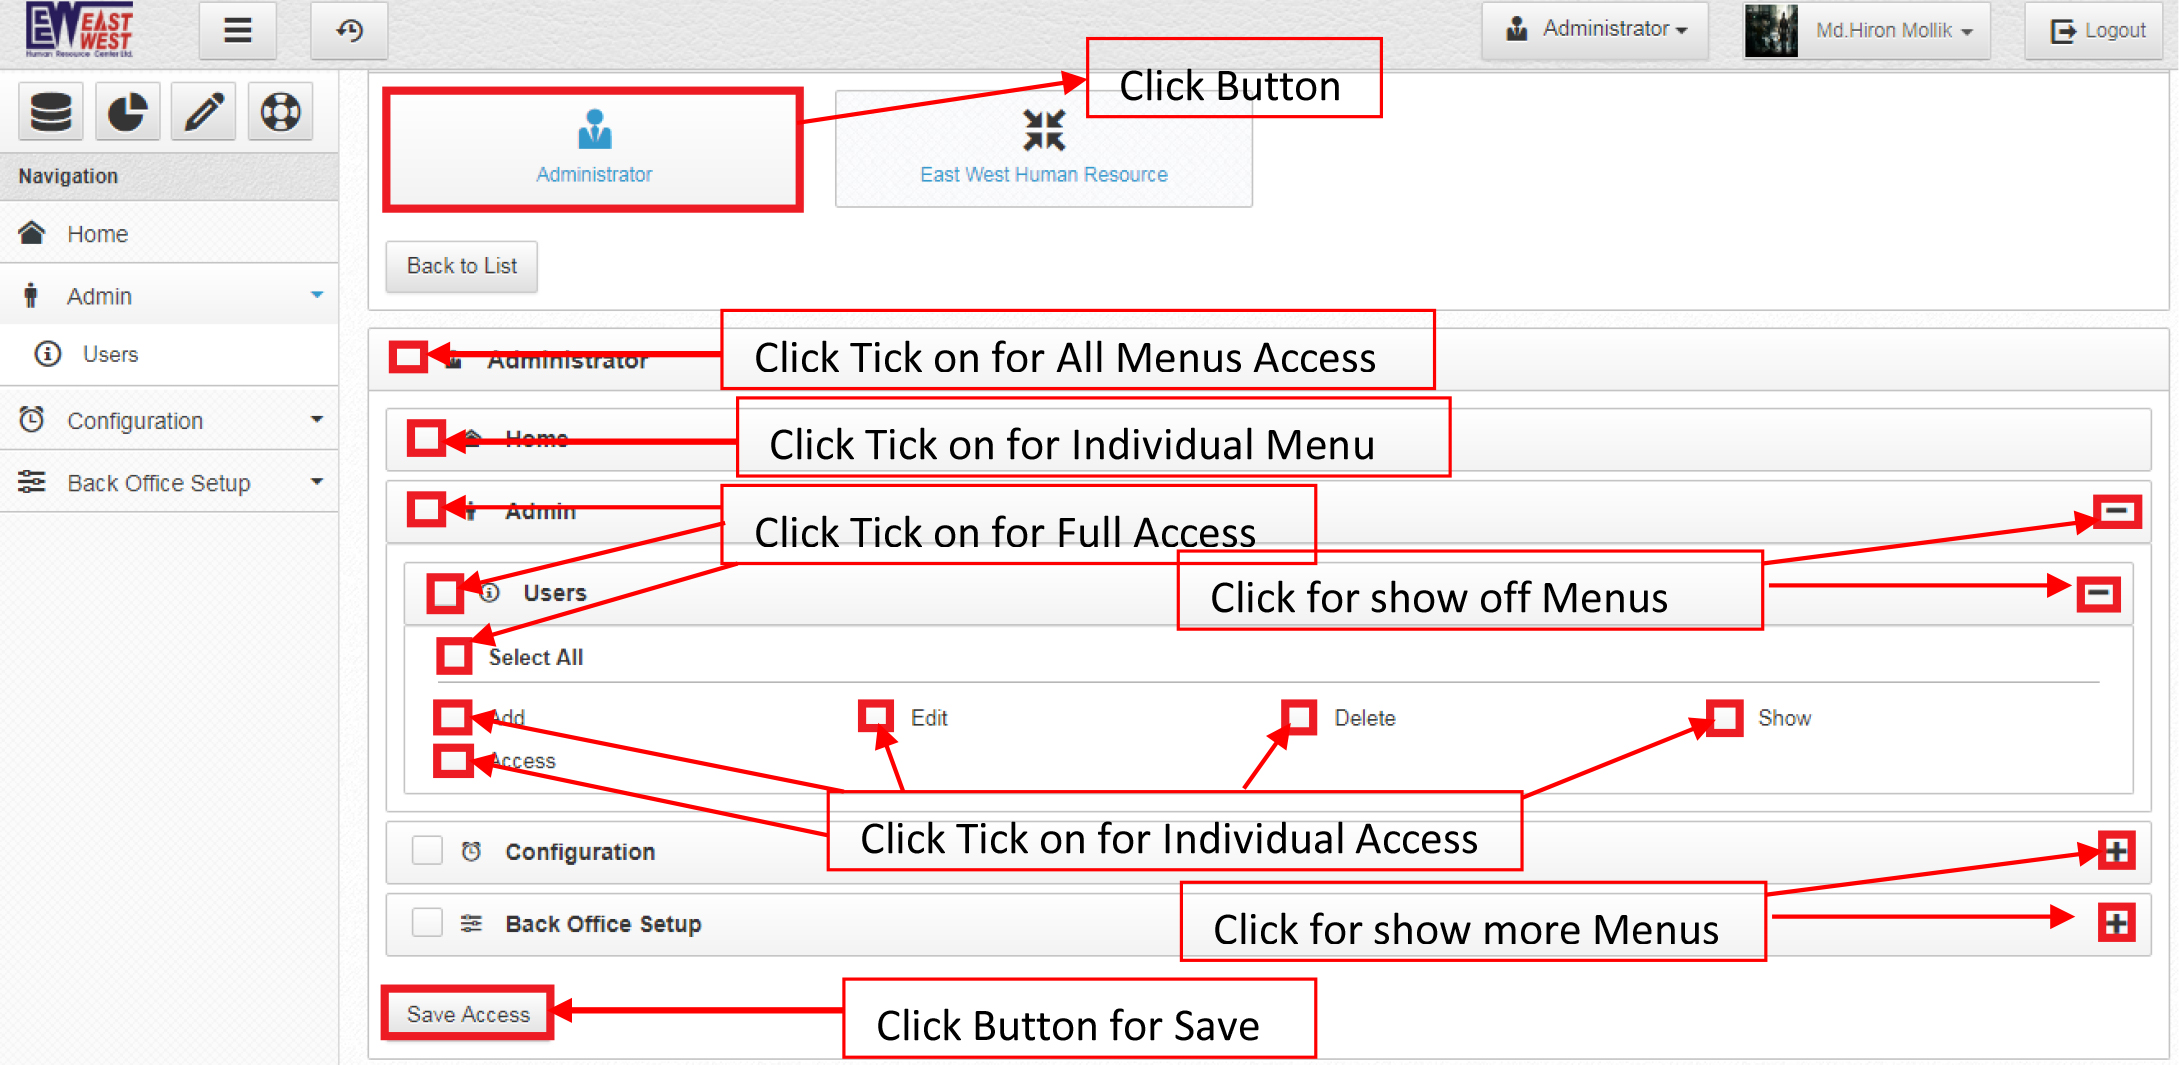 EW EAST
WEST
Human Resource Center Ltd.
Administrator
Md.Hiron Mollik
Logout
Click Button
Administrator
East West Human Resource
Navigation
Home
Back to List
Admin
Users
Administrator
Click Tick on for All Menus Access
Configuration
Home
Click Tick on for Individual Menu
Back Office Setup
Admin
Click Tick on for Full Access
Users
Click for show off Menus
Select All
Add
Edit
Delete
Show
Access
Click Tick on for Individual Access
Configuration
Back Office Setup
Click for show more Menus
Save Access
Click Button for Save